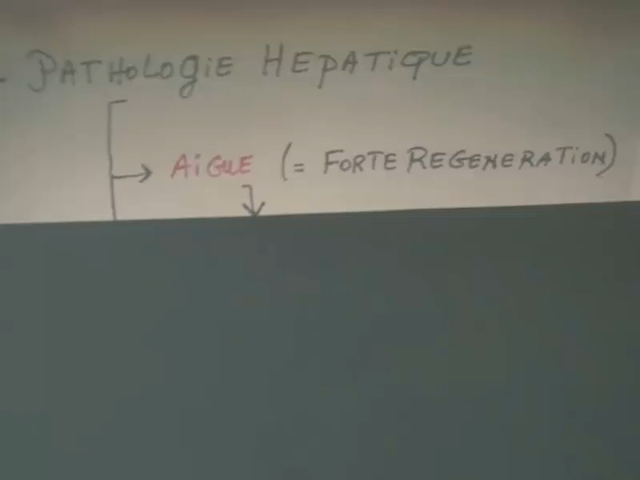 - PATHOLOGIE HEPATIQUE
→ AIGUE (= FORTE REGENERATION)